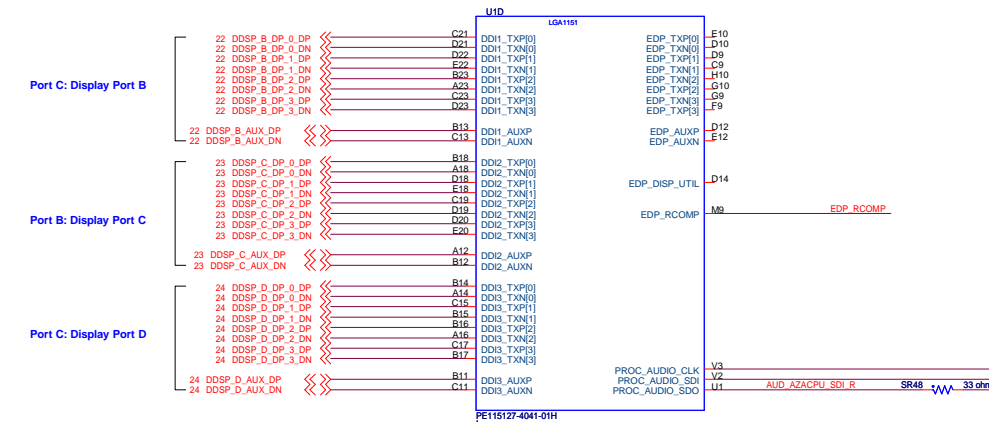 U1D
LGA1151
Port C: Display Port B
22 DDSP_B_DP_0_DP C21 DDI1_TXP[0]
22 DDSP_B_DP_0_DN D21 DDI1_TXN[0]
22 DDSP_B_DP_1_DP D22 DDI1_TXP[1]
22 DDSP_B_DP_1_DN E22 DDI1_TXN[1]
22 DDSP_B_DP_2_DP B23 DDI1_TXP[2]
22 DDSP_B_DP_2_DN A23 DDI1_TXN[2]
22 DDSP_B_DP_3_DP C23 DDI1_TXP[3]
22 DDSP_B_DP_3_DN D23 DDI1_TXN[3]
22 DDSP_B_AUX_DP B13 DDI1_AUXP
22 DDSP_B_AUX_DN C13 DDI1_AUXN
Port B: Display Port C
23 DDSP_C_DP_0_DP B18 DDI2_TXP[0]
23 DDSP_C_DP_0_DN A18 DDI2_TXN[0]
23 DDSP_C_DP_1_DP D18 DDI2_TXP[1]
23 DDSP_C_DP_1_DN E18 DDI2_TXN[1]
23 DDSP_C_DP_2_DP C19 DDI2_TXP[2]
23 DDSP_C_DP_2_DN D19 DDI2_TXN[2]
23 DDSP_C_DP_3_DP D20 DDI2_TXP[3]
23 DDSP_C_DP_3_DN E20 DDI2_TXN[3]
23 DDSP_C_AUX_DP A12 DDI2_AUXP
23 DDSP_C_AUX_DN B12 DDI2_AUXN
Port C: Display Port D
24 DDSP_D_DP_0_DP B14 DDI3_TXP[0]
24 DDSP_D_DP_0_DN A14 DDI3_TXN[0]
24 DDSP_D_DP_1_DP C15 DDI3_TXP[1]
24 DDSP_D_DP_1_DN B15 DDI3_TXN[1]
24 DDSP_D_DP_2_DP B16 DDI3_TXP[2]
24 DDSP_D_DP_2_DN A16 DDI3_TXN[2]
24 DDSP_D_DP_3_DP C17 DDI3_TXP[3]
24 DDSP_D_DP_3_DN B17 DDI3_TXN[3]
24 DDSP_D_AUX_DP B11 DDI3_AUXP
24 DDSP_D_AUX_DN C11 DDI3_AUXN
EDP_TXP[0] E10
EDP_TXN[0] D10
EDP_TXP[1] D9
EDP_TXN[1] C9
EDP_TXP[2] H10
EDP_TXN[2] G10
EDP_TXN[3] G9
EDP_TXP[3] F9
EDP_AUXP D12
EDP_AUXN E12
EDP_DISP_UTIL D14
EDP_RCOMP M9 EDP_RCOMP
PROC_AUDIO_CLK V3
PROC_AUDIO_SDI V2
PROC_AUDIO_SDO U1 AUD_AZACPU_SDI_R SR48 33 ohm
PE115127-4041-01H